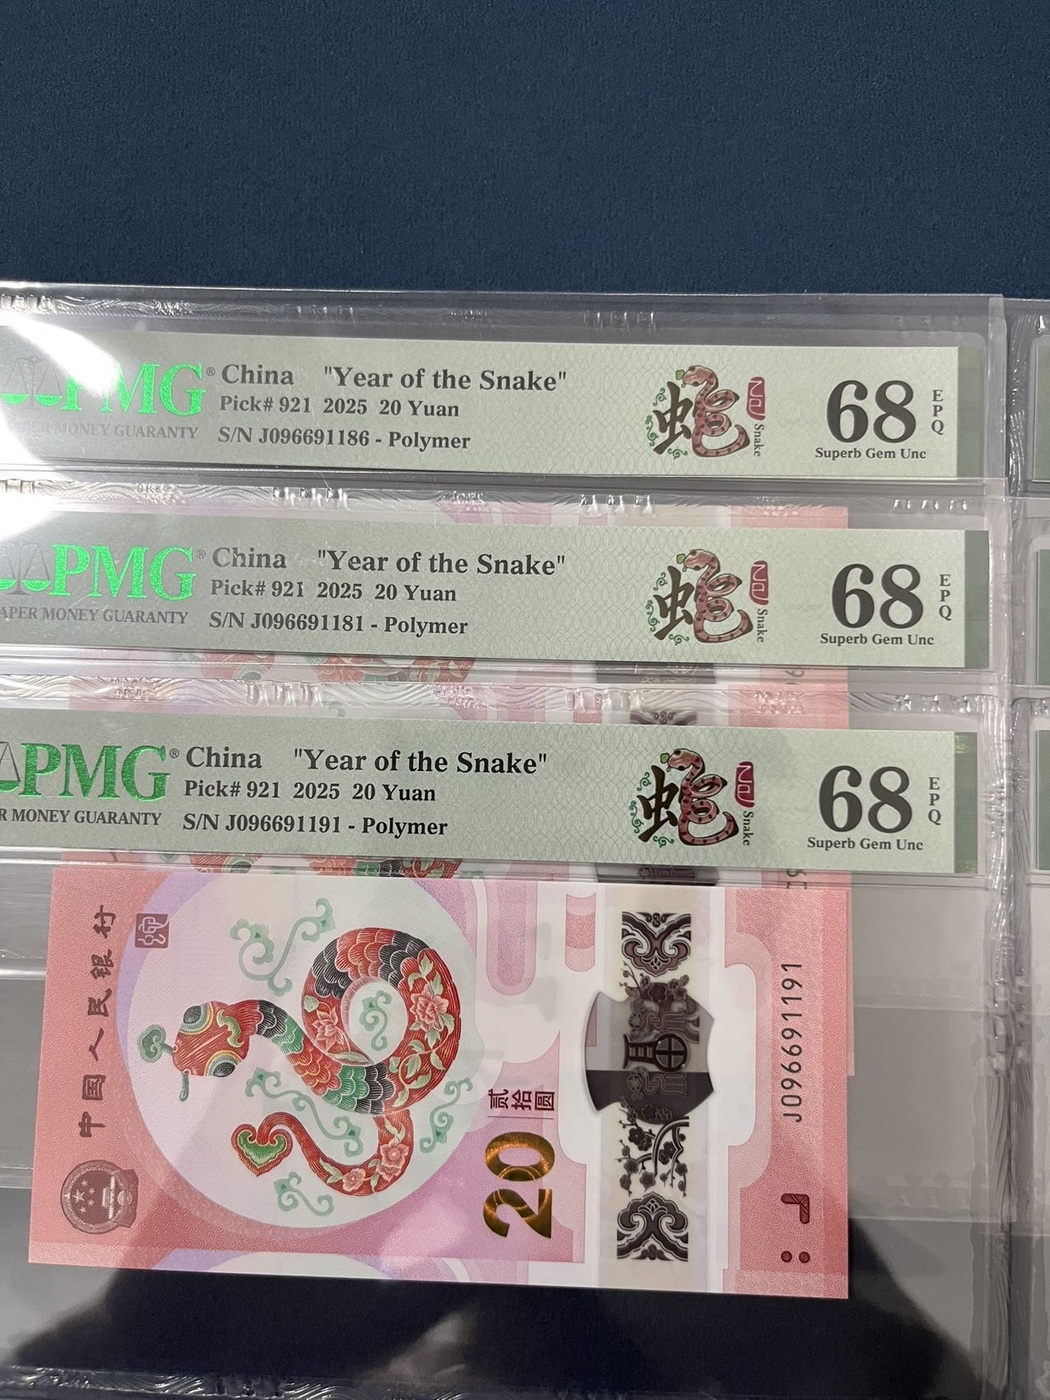 PMG® China "Year of the Snake"
Pick# 921 2025 20 Yuan
PAPER MONEY GUARANTY
S/N J096691186 - Polymer
蛇
Snake
68
EPQ
Superb Gem Unc
PMG® China "Year of the Snake"
Pick# 921 2025 20 Yuan
PAPER MONEY GUARANTY
S/N J096691181 - Polymer
蛇
Snake
68
EPQ
Superb Gem Unc
PMG® China "Year of the Snake"
Pick# 921 2025 20 Yuan
ER MONEY GUARANTY
S/N J096691191 - Polymer
蛇
Snake
68
EPQ
Superb Gem Unc
中国人民银行
贰拾圆
20
J096691191